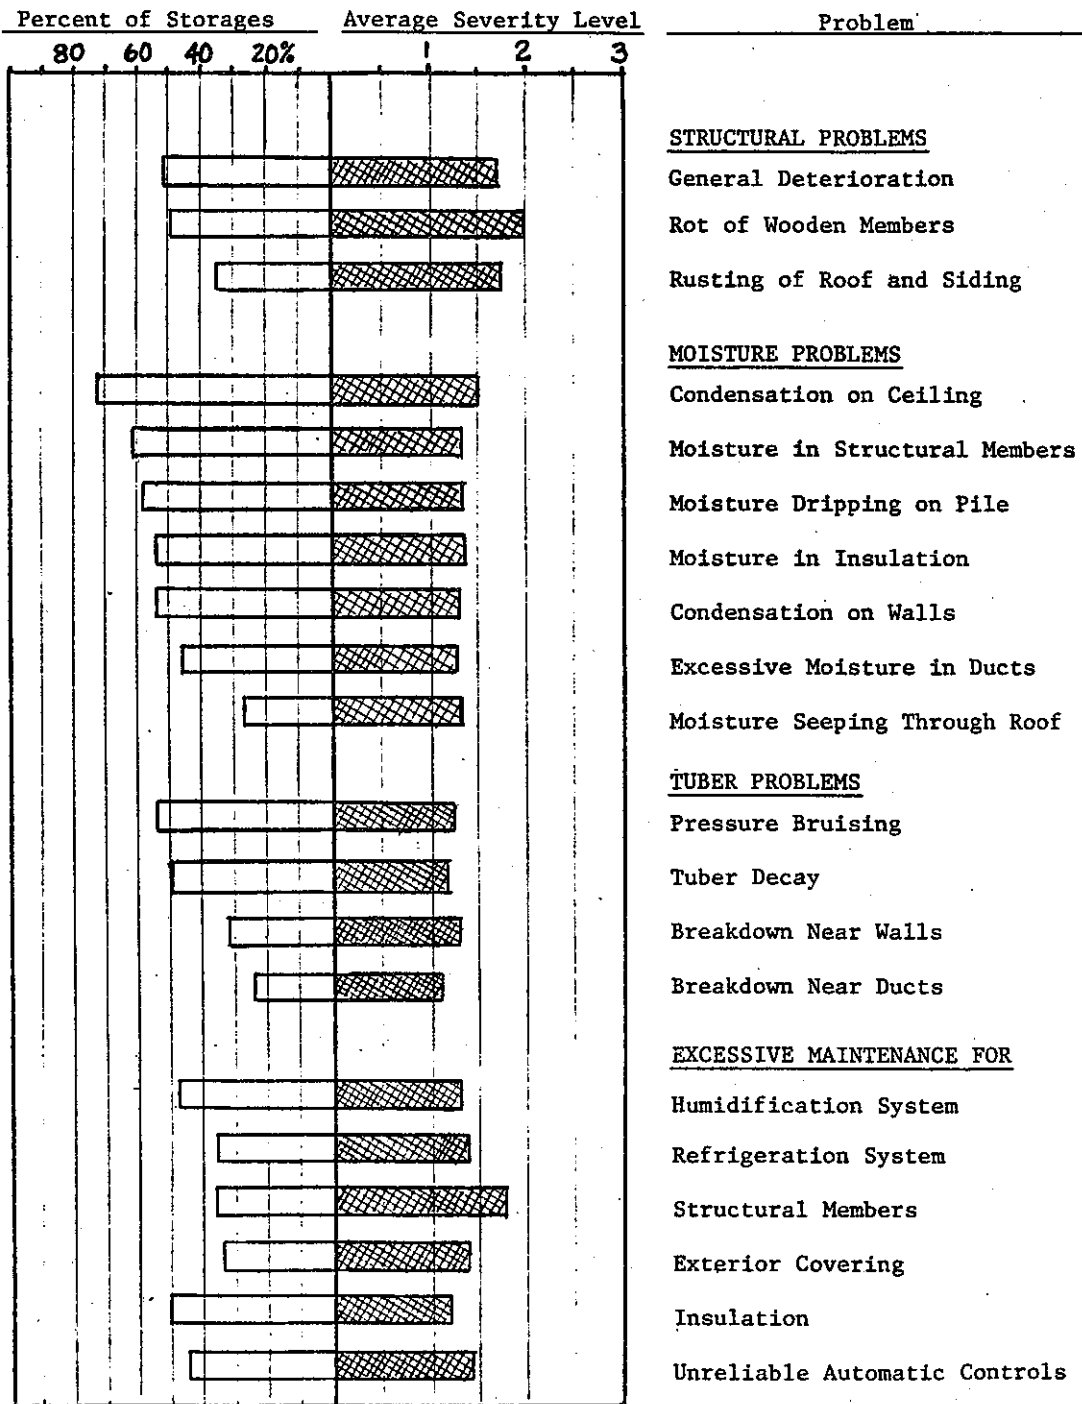 Percent of Storages Average Severity Level Problem
80 60 40 20% 1 2 3
STRUCTURAL PROBLEMS
General Deterioration
Rot of Wooden Members
Rusting of Roof and Siding
MOISTURE PROBLEMS
Condensation on Ceiling
Moisture in Structural Members
Moisture Dripping on Pile
Moisture in Insulation
Condensation on Walls
Excessive Moisture in Ducts
Moisture Seeping Through Roof
TUBER PROBLEMS
Pressure Bruising
Tuber Decay
Breakdown Near Walls
Breakdown Near Ducts
EXCESSIVE MAINTENANCE FOR
Humidification System
Refrigeration System
Structural Members
Exterior Covering
Insulation
Unreliable Automatic Controls